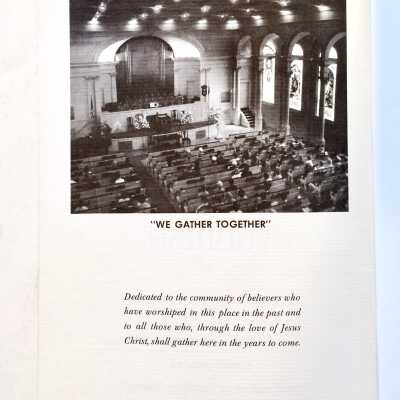 "WE GATHER TOGETHER"
Dedicated to the community of believers who
have worshiped in this place in the past and
to all those who, through the love of Jesus
Christ, shall gather here in the years to come.